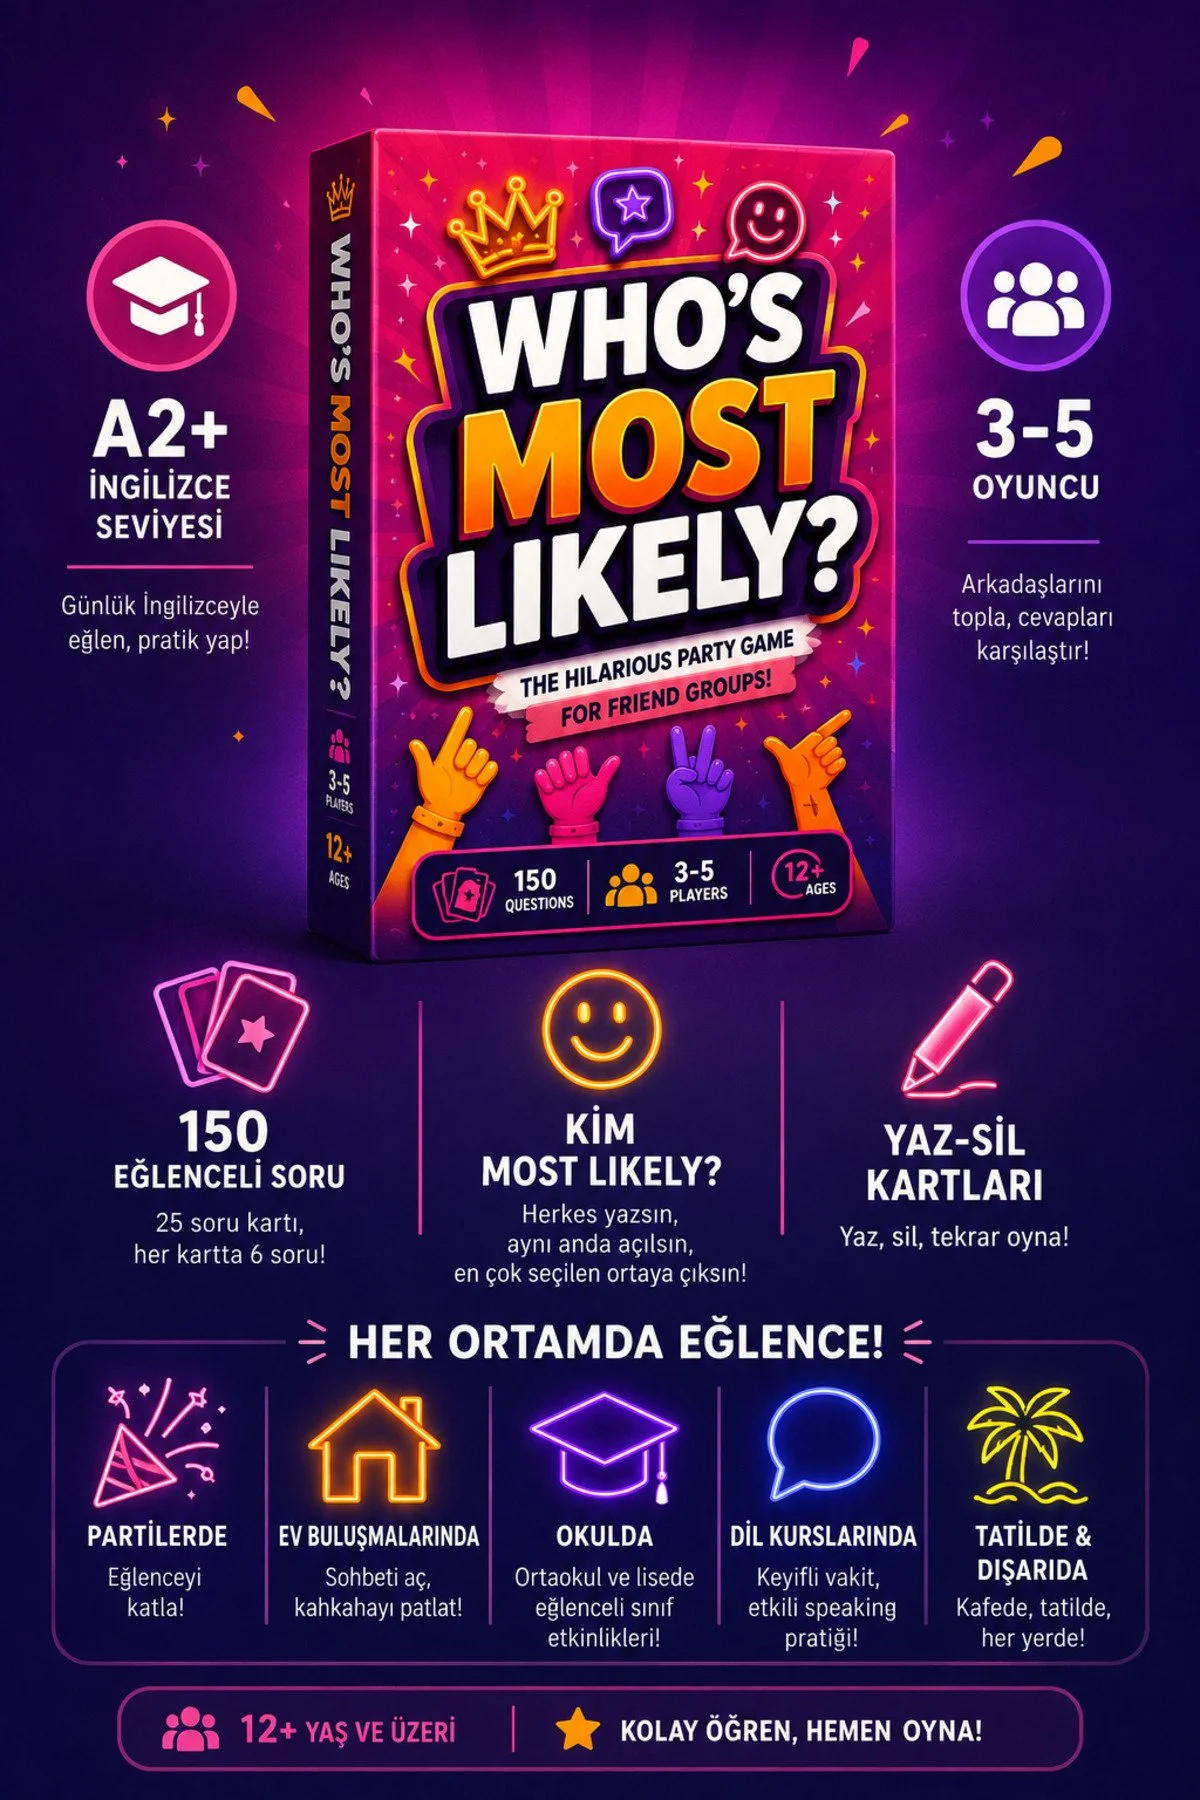 WHO'S MOST LIKELY?
3-5
PLAYERS
12+
AGES
WHO'S
MOST
LIKELY?
THE HILARIOUS PARTY GAME
FOR FRIEND GROUPS!
150
QUESTIONS
3-5
PLAYERS
12+
AGES
A2+
İNGİLİZCE
SEVİYESİ
Günlük İngilizceyle
eğlen, pratik yap!
3-5
OYUNCU
Arkadaşlarını
topla, cevapları
karşılaştır!
150
EĞLENCELİ SORU
25 soru kartı,
her kartta 6 soru!
KİM
MOST LIKELY?
Herkes yazsın,
aynı anda açılsın,
en çok seçilen ortaya çıksın!
YAZ-SİL
KARTLARI
Yaz, sil, tekrar oyna!
HER ORTAMDA EĞLENCE!
PARTİLERDE
Eğlenceyi
katla!
EV BULUŞMALARINDA
Sohbeti aç,
kahkahayı patlat!
OKULDA
Ortaokul ve lisede
eğlenceli sınıf
etkinlikleri!
DİL KURSLARINDA
Keyifli vakit,
etkili speaking
pratiği!
TATİLDE &
DIŞARIDA
Kafede, tatilde,
her yerde!
12+ YAŞ VE ÜZERİ
KOLAY ÖĞREN, HEMEN OYNA!